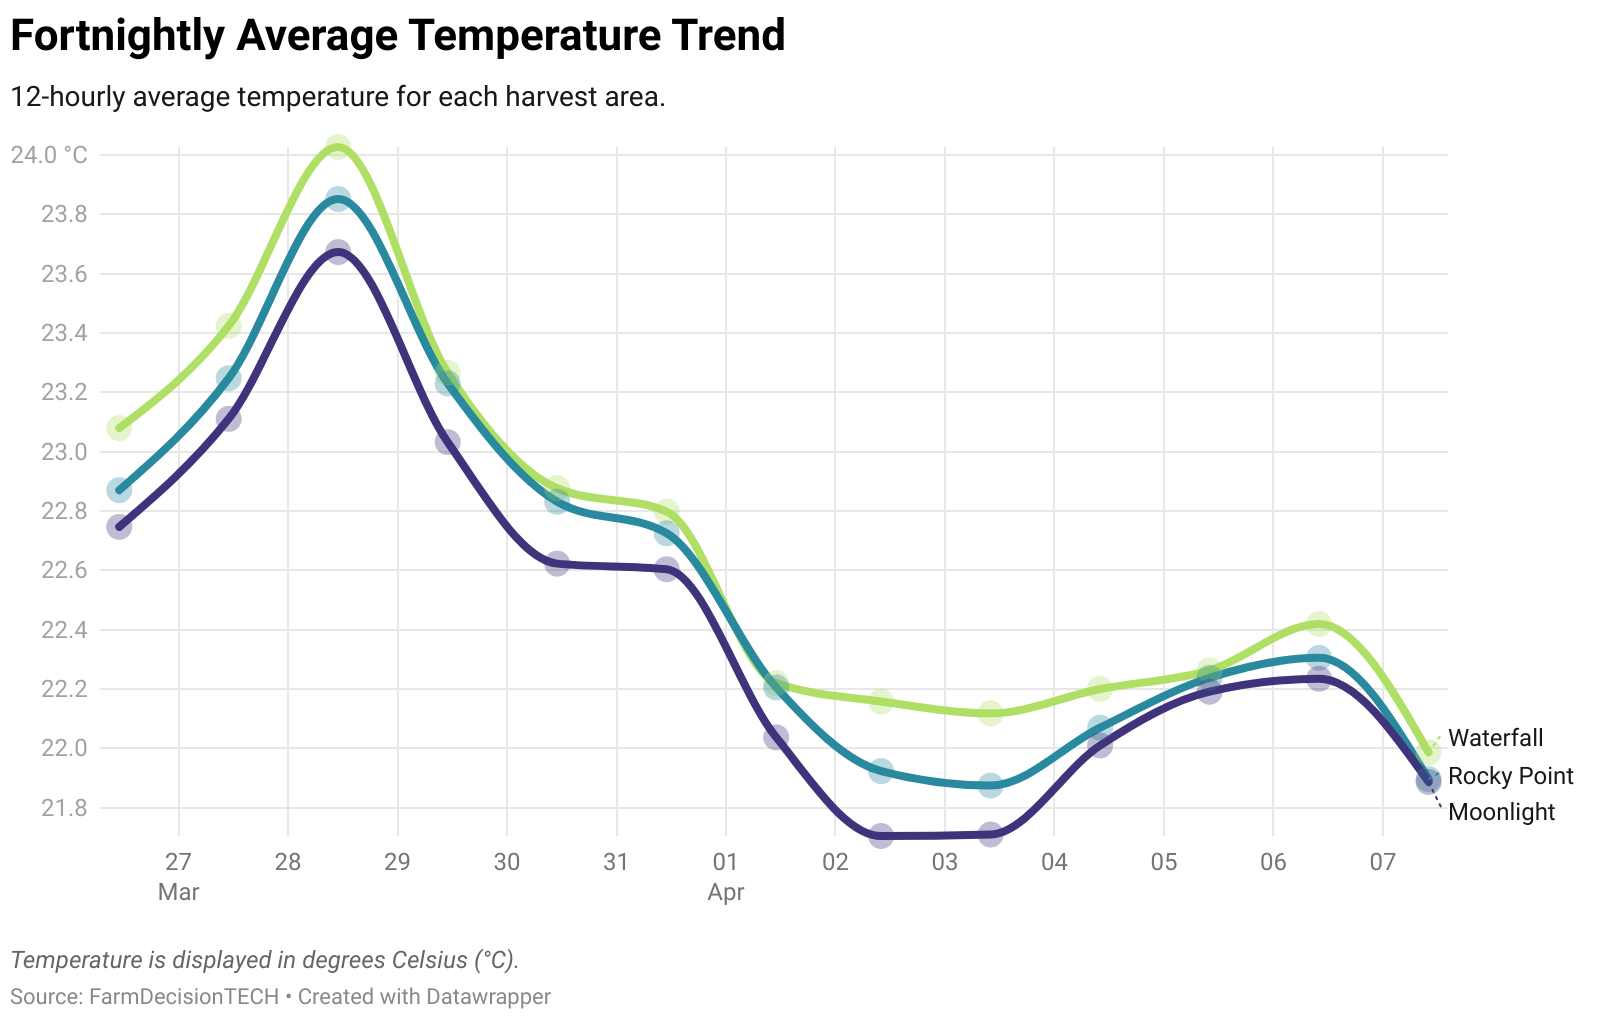 Fortnightly Average Temperature Trend
12-hourly average temperature for each harvest area.
24.0 °C
23.8
23.6
23.4
23.2
23.0
22.8
22.6
22.4
22.2
22.0
21.8
Waterfall
Rocky Point
Moonlight
27 28 29 30 31 01 02 03 04 05 06 07
Mar Apr
Temperature is displayed in degrees Celsius (°C).
Source: FarmDecisionTECH • Created with Datawrapper